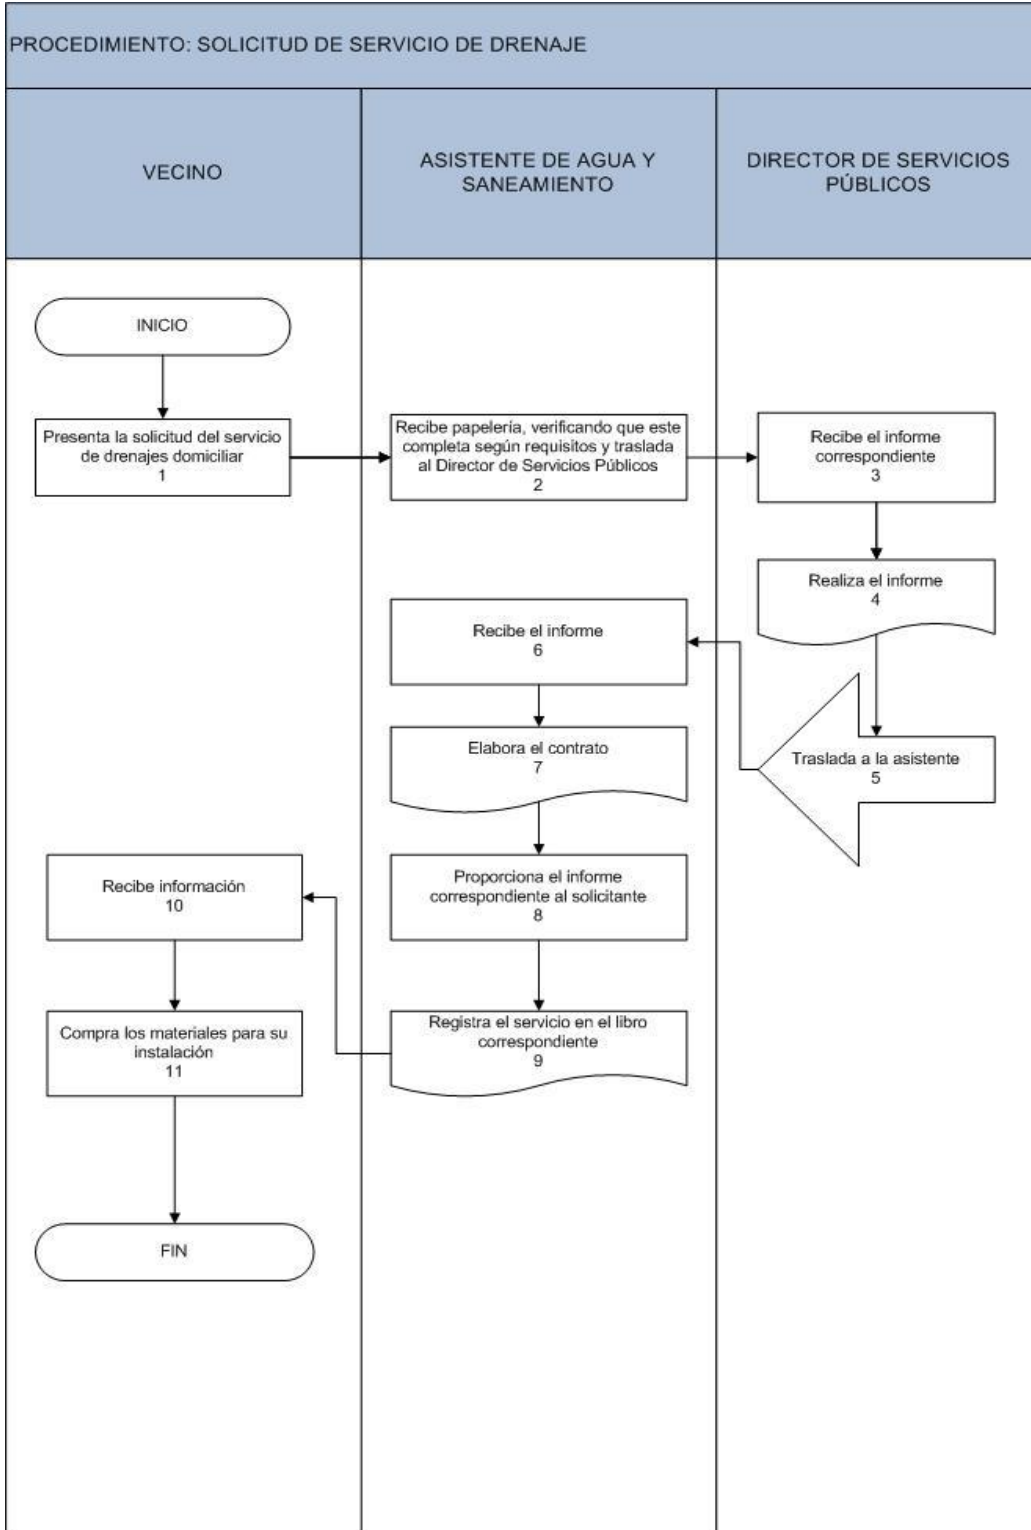 PROCEDIMIENTO: SOLICITUD DE SERVICIO DE DRENAJE
VECINO
ASISTENTE DE AGUA Y
SANEAMIENTO
DIRECTOR DE SERVICIOS
PÚBLICOS
INICIO
Presenta la solicitud del servicio
de drenajes domiciliar
1
Recibe papelería, verificando que este
completa según requisitos y traslada
al Director de Servicios Públicos
2
Recibe el informe
correspondiente
3
Realiza el informe
4
Traslada a la asistente
5
Recibe el informe
6
Elabora el contrato
7
Proporciona el informe
correspondiente al solicitante
8
Registra el servicio en el libro
correspondiente
9
Recibe información
10
Compra los materiales para su
instalación
11
FIN